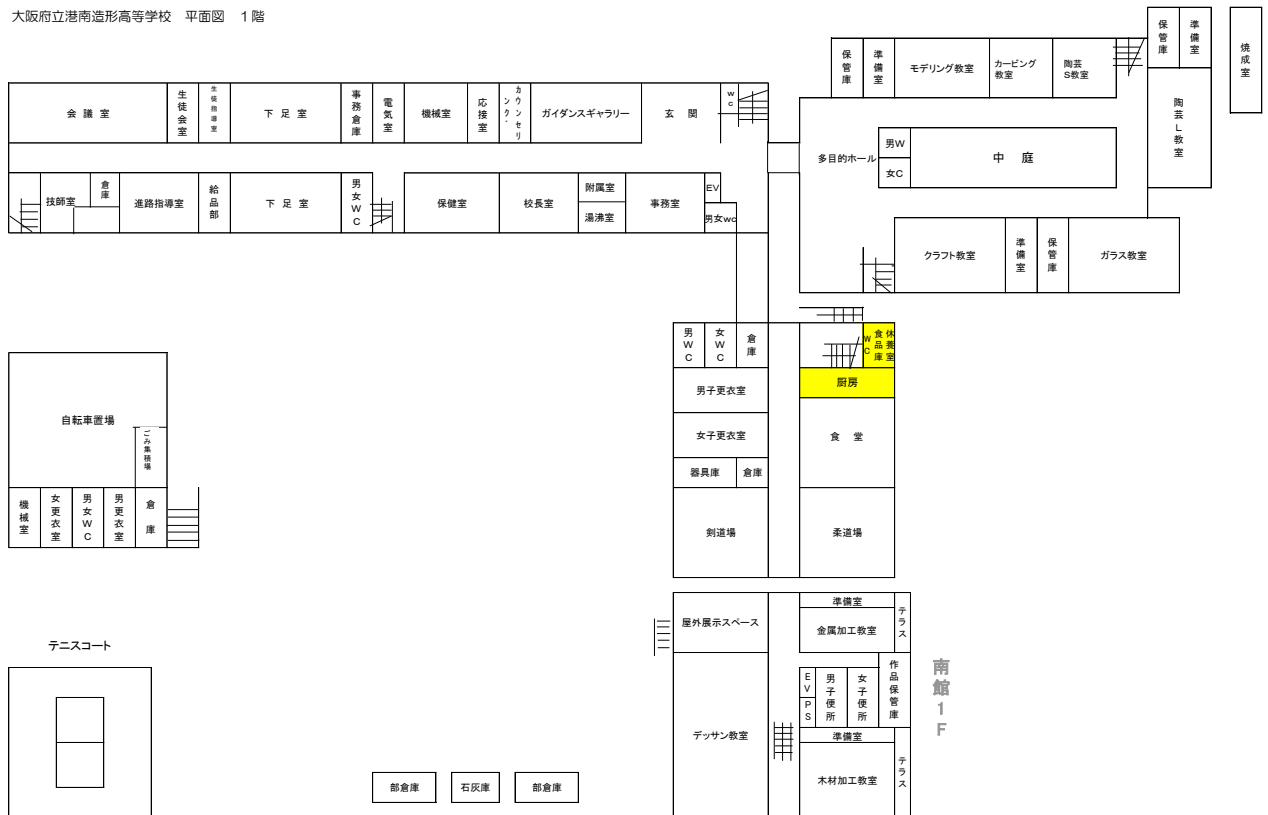 大阪府立港南造形高等学校　平面図　１階
保管庫
準備室
焼成室
保管庫
準備室
モデリング教室
カービング
教室
陶芸
S教室
陶芸L教室
会議室
生徒会室
生徒指導室
下足室
事務倉庫
電気室
機械室
応接室
カウンセリ
ング・
ガイダンスギャラリー
玄関
WC
多目的ホール
男W
女C
中庭
技師室
倉庫
進路指導室
給品部
下足室
男女WC
保健室
校長室
附属室
湯沸室
事務室
EV
男女wc
クラフト教室
準備室
保管庫
ガラス教室
男WC
女WC
倉庫
WC
食品庫
休養室
男子更衣室
厨房
女子更衣室
食堂
器具庫
倉庫
剣道場
柔道場
自転車置場
ごみ集積場
機械室
女更衣室
男女WC
男更衣室
倉庫
屋外展示スペース
準備室
金属加工教室
テラス
テニスコート
EV
PS
男子便所
女子便所
作品保管庫
南館1F
デッサン教室
準備室
木材加工教室
テラス
部倉庫
石灰庫
部倉庫